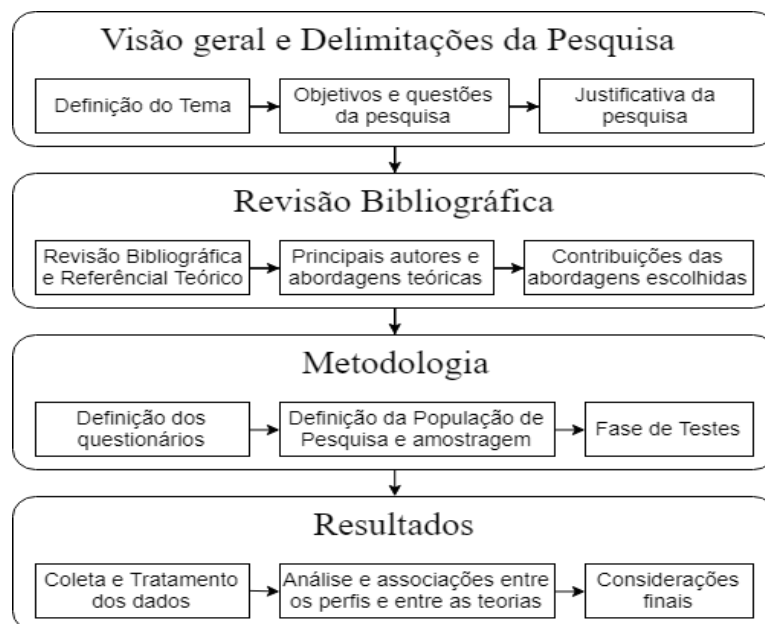 Visão geral e Delimitações da Pesquisa
Definição do Tema
Objetivos e questões
da pesquisa
Justificativa da
pesquisa
Revisão Bibliográfica
Revisão Bibliográfica
e Referêncial Teórico
Principais autores e
abordagens teóricas
Contribuições das
abordagens escolhidas
Metodologia
Definição dos
questionários
Definição da População de
Pesquisa e amostragem
Fase de Testes
Resultados
Coleta e Tratamento
dos dados
Análise e associações entre
os perfis e entre as teorias
Considerações
finais